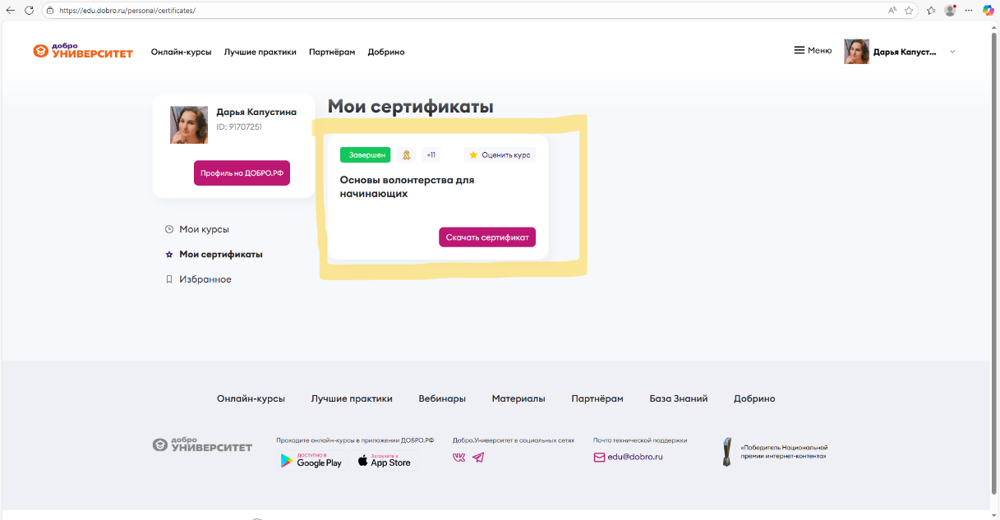 https://edu.dobro.ru/personal/certificates/
добро
УНИВЕРСИТЕТ
Онлайн-курсы Лучшие практики Партнёрам Добрино
Меню
Дарья Капуст...
Дарья Капустина
ID: 91707251
Профиль на ДОБРО.РФ
Мои курсы
Мои сертификаты
Избранное
Мои сертификаты
Завершен +11 Оценить курс
Основы волонтерства для
начинающих
Скачать сертификат
Онлайн-курсы Лучшие практики Вебинары Материалы Партнёрам База Знаний Добрино
добро
УНИВЕРСИТЕТ
Проходите онлайн-курсы в приложении ДОБРО.РФ
ДОСТУПНО В
Google Play
Загрузите в
App Store
Добро.Университет в социальных сетях
Почта технической поддержки
edu@dobro.ru
«Победитель Национальной
премии интернет-контента»